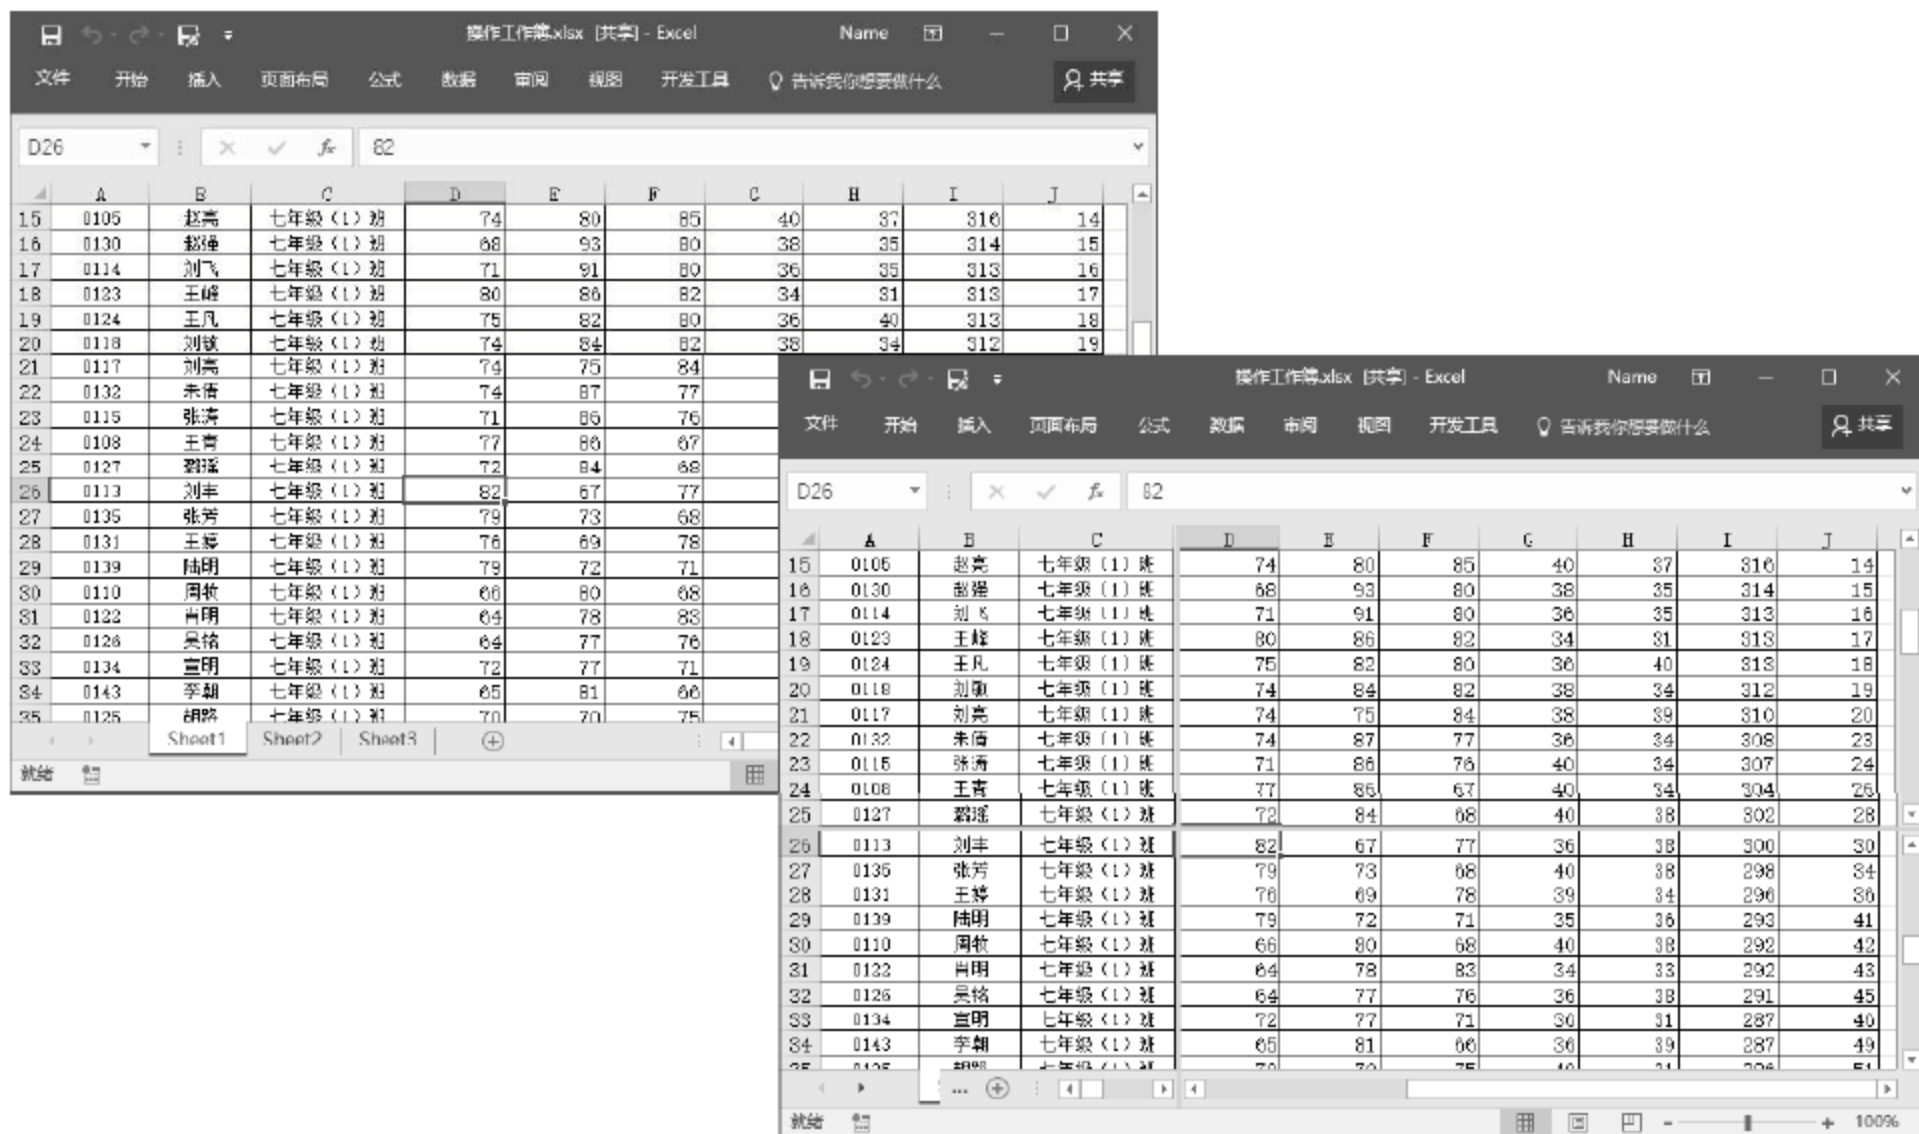 操作工作簿.xlsx [共享] - Excel Name
文件 开始 插入 页面布局 公式 数据 审阅 视图 开发工具 告诉我你想要做什么 共享
D26 fx 82
A B C D E F G H I J
15 0105 赵亮 七年级（1）班 74 80 85 40 37 316 14
16 0130 赵强 七年级（1）班 68 93 80 38 35 314 15
17 0114 刘飞 七年级（1）班 71 91 80 36 35 313 16
18 0123 王峰 七年级（1）班 80 86 82 34 31 313 17
19 0124 王凡 七年级（1）班 75 82 80 36 40 313 18
20 0118 刘敏 七年级（1）班 74 84 82 38 34 312 19
21 0117 刘亮 七年级（1）班 74 75 84
22 0132 朱倩 七年级（1）班 74 87 77
23 0115 张涛 七年级（1）班 71 86 76
24 0108 王青 七年级（1）班 77 86 67
25 0127 七年级（1）班 72 84 68
26 0113 刘丰 七年级（1）班 82 67 77
27 0135 张芳 七年级（1）班 79 73 68
28 0131 王婷 七年级（1）班 76 69 78
29 0139 陆明 七年级（1）班 79 72 71
30 0110 周牧 七年级（1）班 66 80 68
31 0122 肖明 七年级（1）班 64 78 83
32 0126 吴铭 七年级（1）班 64 77 76
33 0134 宣明 七年级（1）班 72 77 71
34 0143 李朝 七年级（1）班 65 81 66
35 0125 胡路 七年级（1）班 70 70 75
Sheet1 Sheet2 Sheet3
就绪
操作工作簿.xlsx [共享] - Excel Name
文件 开始 插入 页面布局 公式 数据 审阅 视图 开发工具 告诉我你想要做什么 共享
D26 fx 82
A B C D E F G H I J
15 0105 赵亮 七年级（1）班 74 80 85 40 37 316 14
16 0130 赵强 七年级（1）班 68 93 80 38 35 314 15
17 0114 刘飞 七年级（1）班 71 91 80 36 35 313 16
18 0123 王峰 七年级（1）班 80 86 82 34 31 313 17
19 0124 王凡 七年级（1）班 75 82 80 36 40 313 18
20 0118 刘敏 七年级（1）班 74 84 82 38 34 312 19
21 0117 刘亮 七年级（1）班 74 75 84 38 39 310 20
22 0132 朱倩 七年级（1）班 74 87 77 36 34 308 23
23 0115 张涛 七年级（1）班 71 86 76 40 34 307 24
24 0108 王青 七年级（1）班 77 86 67 40 34 304 26
25 0127 七年级（1）班 72 84 68 40 38 302 28
26 0113 刘丰 七年级（1）班 82 67 77 36 38 300 30
27 0135 张芳 七年级（1）班 79 73 68 40 38 298 34
28 0131 王婷 七年级（1）班 76 69 78 39 34 296 36
29 0139 陆明 七年级（1）班 79 72 71 35 36 293 41
30 0110 周牧 七年级（1）班 66 80 68 40 38 292 42
31 0122 肖明 七年级（1）班 64 78 83 34 33 292 43
32 0126 吴铭 七年级（1）班 64 77 76 36 38 291 45
33 0134 宣明 七年级（1）班 72 77 71 36 31 287 46
34 0143 李朝 七年级（1）班 65 81 66 36 39 287 49
...
就绪 100%